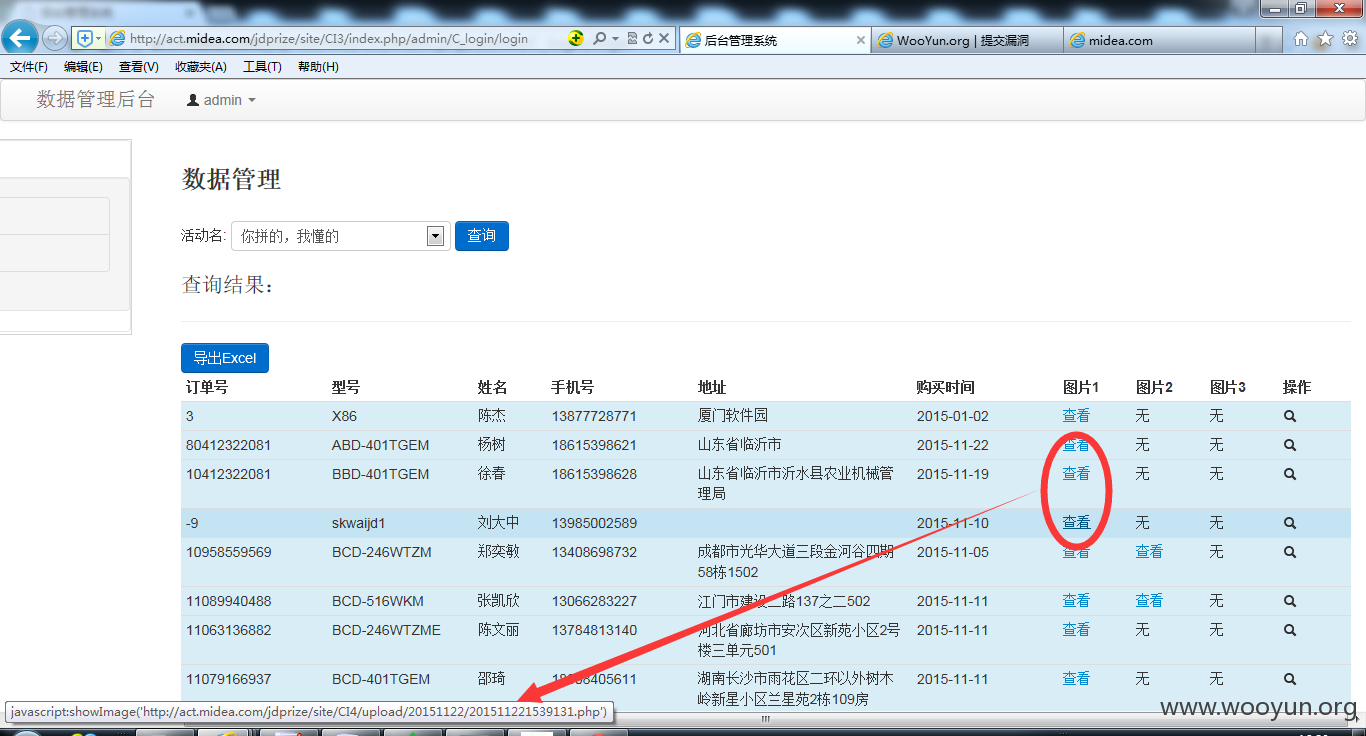 http://act.midea.com/jdprize/site/CI3/index.php/admin/C_login/login
后台管理系统
WooYun.org | 提交漏洞
midea.com
文件(F) 编辑(E) 查看(V) 收藏夹(A) 工具(T) 帮助(H)
数据管理后台 admin
数据管理
活动名: 你拼的，我懂的 查询
查询结果：
导出Excel
订单号 型号 姓名 手机号 地址 购买时间 图片1 图片2 图片3 操作
3 X86 陈杰 13877728771 厦门软件园 2015-01-02 查看 无 无
80412322081 ABD-401TGEM 杨树 18615398621 山东省临沂市 2015-11-22 查看 无 无
10412322081 BBD-401TGEM 徐春 18615398628 山东省临沂市沂水县农业机械管 2015-11-19 查看 无 无
理局
-9 skwaijd1 刘大中 13985002589 2015-11-10 查看 无 无
10958559569 BCD-246WTZM 郑奕敏 13408698732 成都市光华大道三段金河谷四期 2015-11-05 查看 查看 无
58栋1502
11089940488 BCD-516WKM 张凯欣 13066283227 江门市建设二路137之二502 2015-11-11 查看 查看 无
11063136882 BCD-246WTZME 陈文丽 13784813140 河北省廊坊市安次区新苑小区2号 2015-11-11 查看 无 无
楼三单元501
11079166937 BCD-401TGEM 邵琦 湖南长沙市雨花区二环以外树木 2015-11-11 查看 无 无
岭新星小区兰星苑2栋109房
javascript:showImage('http://act.midea.com/jdprize/site/CI4/upload/20151122/201511221539131.php')
www.wooyun.org